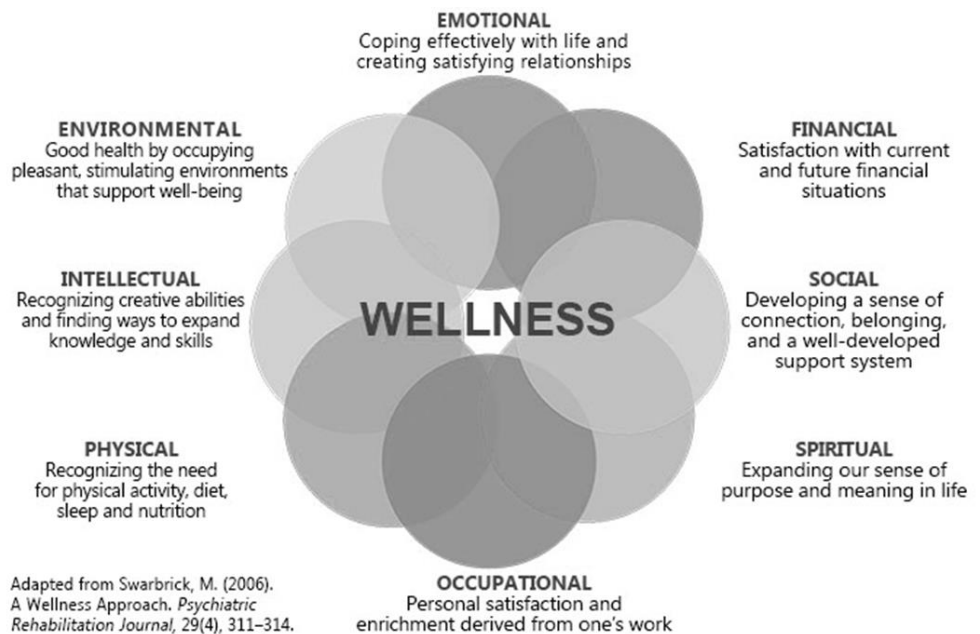 EMOTIONAL
Coping effectively with life and
creating satisfying relationships
ENVIRONMENTAL
Good health by occupying
pleasant, stimulating environments
that support well-being
FINANCIAL
Satisfaction with current
and future financial
situations
INTELLECTUAL
Recognizing creative abilities
and finding ways to expand
knowledge and skills
WELLNESS
SOCIAL
Developing a sense of
connection, belonging,
and a well-developed
support system
PHYSICAL
Recognizing the need
for physical activity, diet,
sleep and nutrition
SPIRITUAL
Expanding our sense of
purpose and meaning in life
Adapted from Swarbrick, M. (2006).
A Wellness Approach. Psychiatric
Rehabilitation Journal, 29(4), 311–314.
OCCUPATIONAL
Personal satisfaction and
enrichment derived from one's work